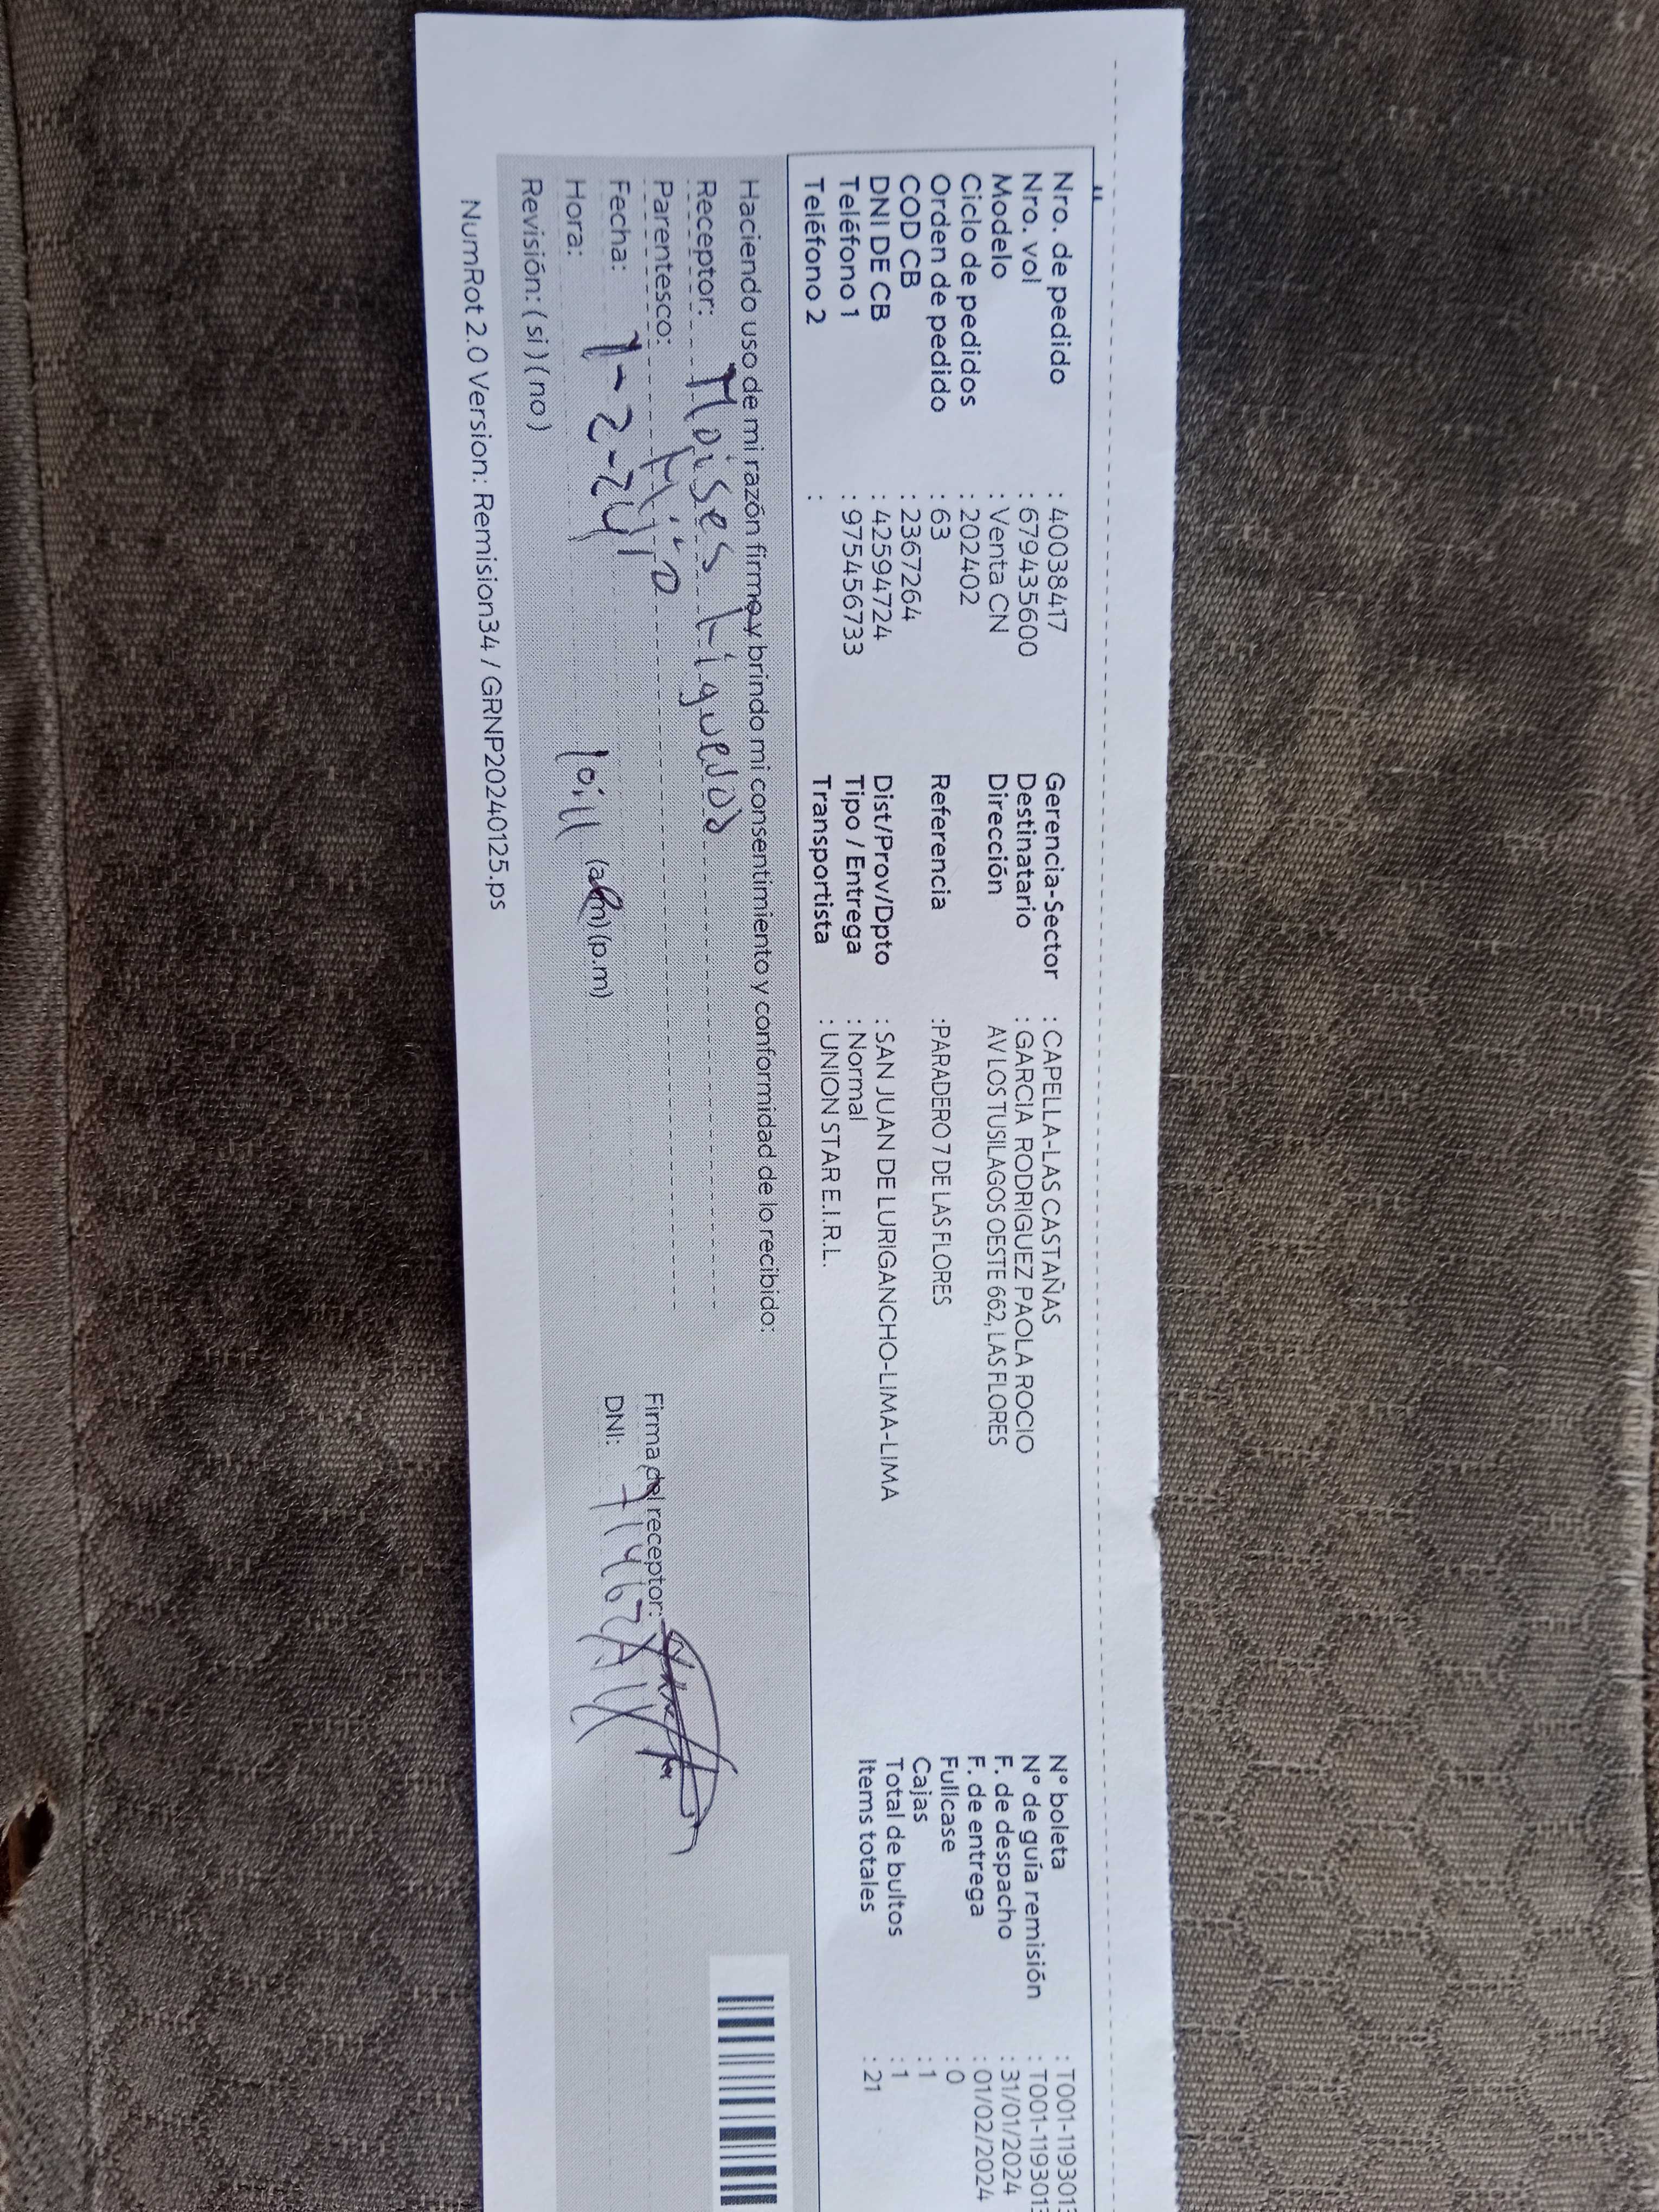 Nro. de pedido : 40038417
Nro. vol : 679435600
Modelo : Venta CN
Ciclo de pedidos : 202402
Orden de pedido : 63
COD CB : 2367264
DNI DE CB : 42594724
Teléfono 1 : 975456733
Teléfono 2 :
Gerencia-Sector : CAPELLA-LAS CASTAÑAS
Destinatario : GARCIA RODRIGUEZ PAOLA ROCIO
Dirección AV LOS TUSILAGOS OESTE 662, LAS FLORES
Referencia :PARADERO 7 DE LAS FLORES
Dist/Prov/Dpto : SAN JUAN DE LURIGANCHO-LIMA-LIMA
Tipo / Entrega : Normal
Transportista : UNION STAR E.I.R.L.
N° boleta : T001-1193013
N° de guía remisión : T001-1193013
F. de despacho : 31/01/2024
F. de entrega : 01/02/2024
Fullcase : 0
Cajas : 1
Total de bultos : 1
Items totales : 21
Haciendo uso de mi razón firmo y brindo mi consentimiento y conformidad de lo recibido:
Receptor: Moises
Parentesco: Hijo
Fecha: 1-2-24
Hora: 10:11 (a.m) (p.m)
Revisión: ( si ) ( no )
Firma del receptor:
DNI:
NumRot 2.0 Version: Remision34 / GRNP20240125.ps